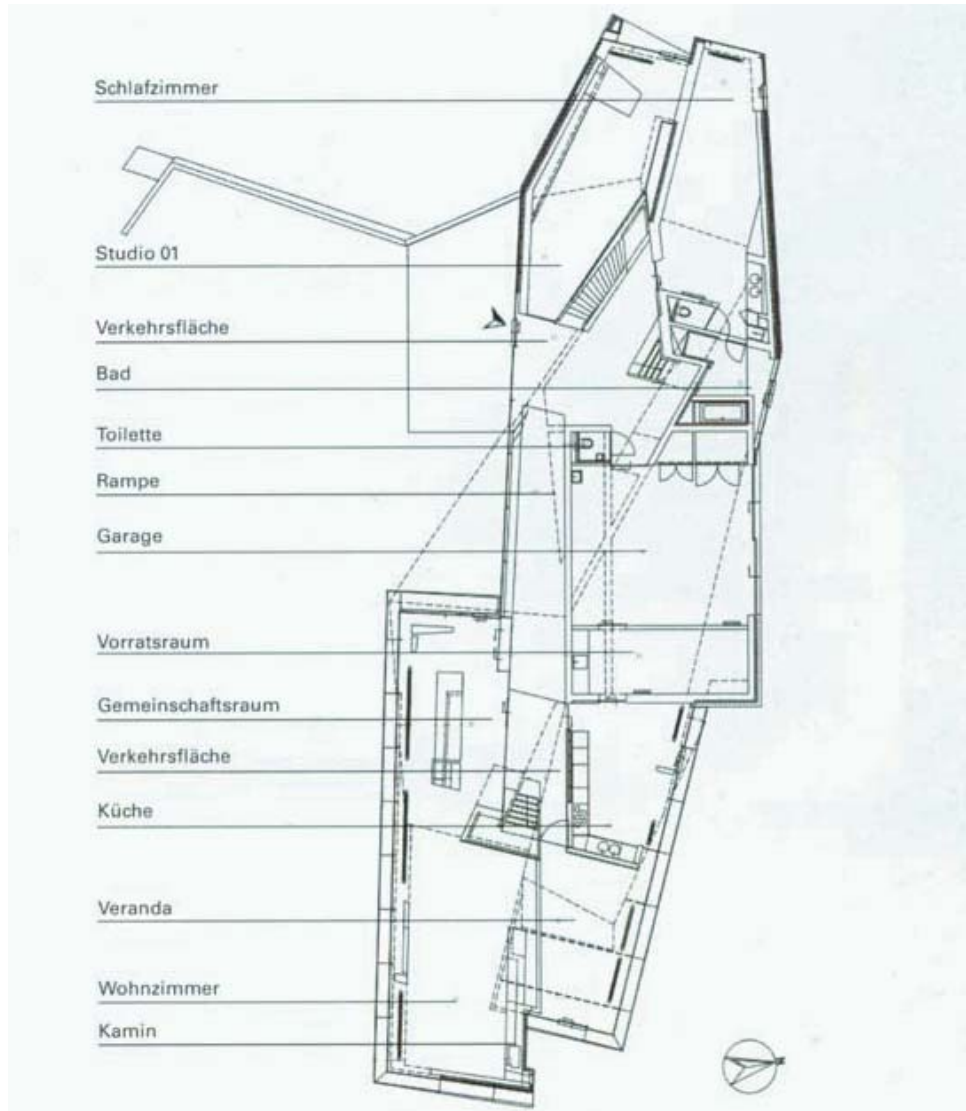 Schlafzimmer
Studio 01
Verkehrsfläche
Bad
Toilette
Rampe
Garage
Vorratsraum
Gemeinschaftsraum
Verkehrsfläche
Küche
Veranda
Wohnzimmer
Kamin